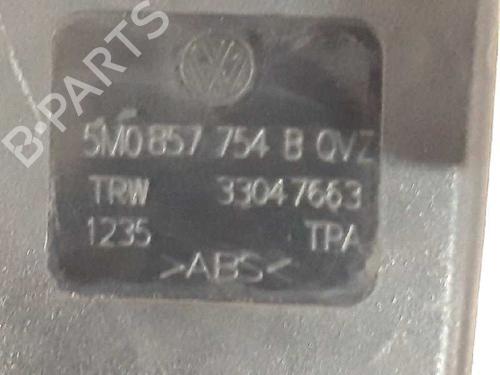 B-PARTS
5M0 857 754 B QVZ
TRW 33047663
1235 TPA
>ABS<